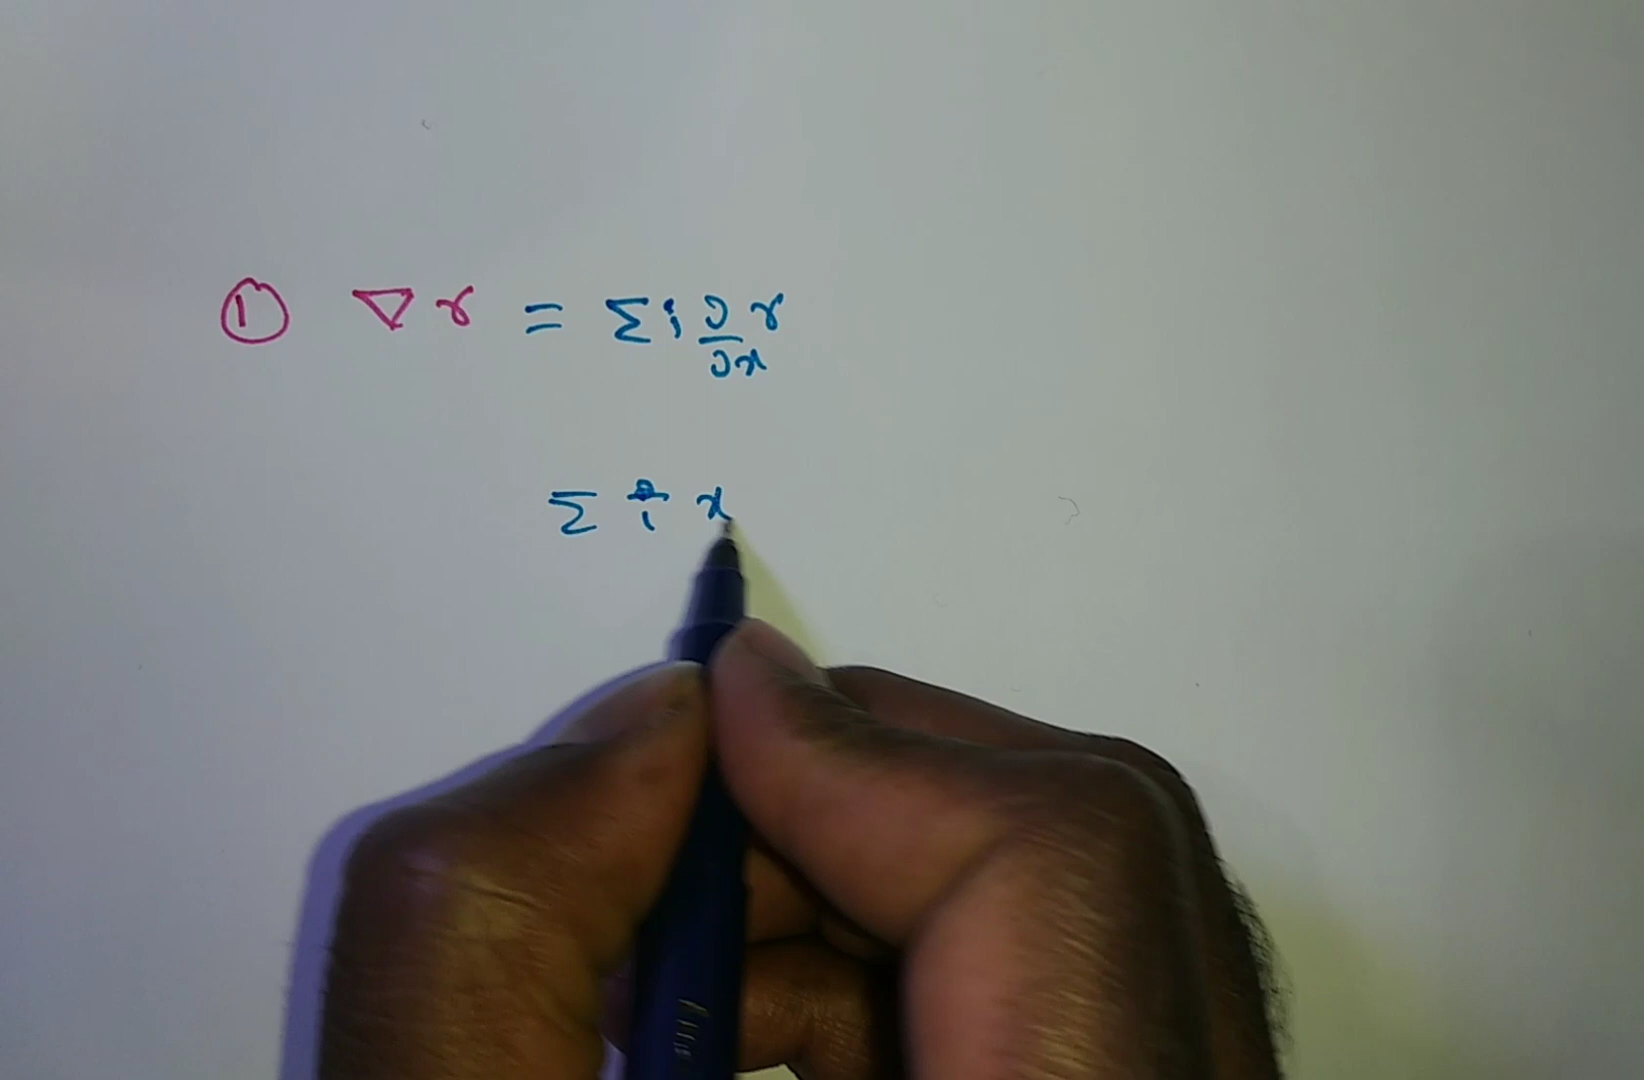 ① ∇ r = Σ i ∂/∂x r
Σ i x